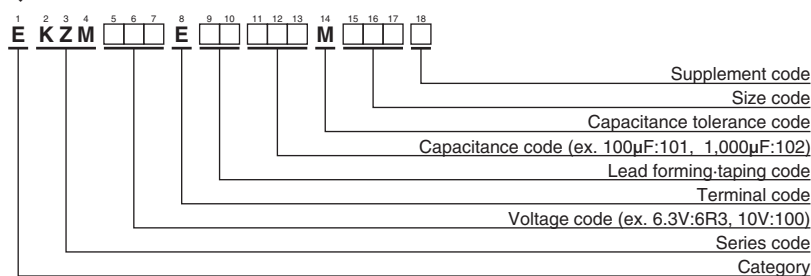 1 2 3 4 5 6 7 8 9 10 11 12 13 14 15 16 17 18
E KZM □□□ E □□ □□□ M □□□ □
Supplement code
Size code
Capacitance tolerance code
Capacitance code (ex. 100µF:101, 1,000µF:102)
Lead forming·taping code
Terminal code
Voltage code (ex. 6.3V:6R3, 10V:100)
Series code
Category